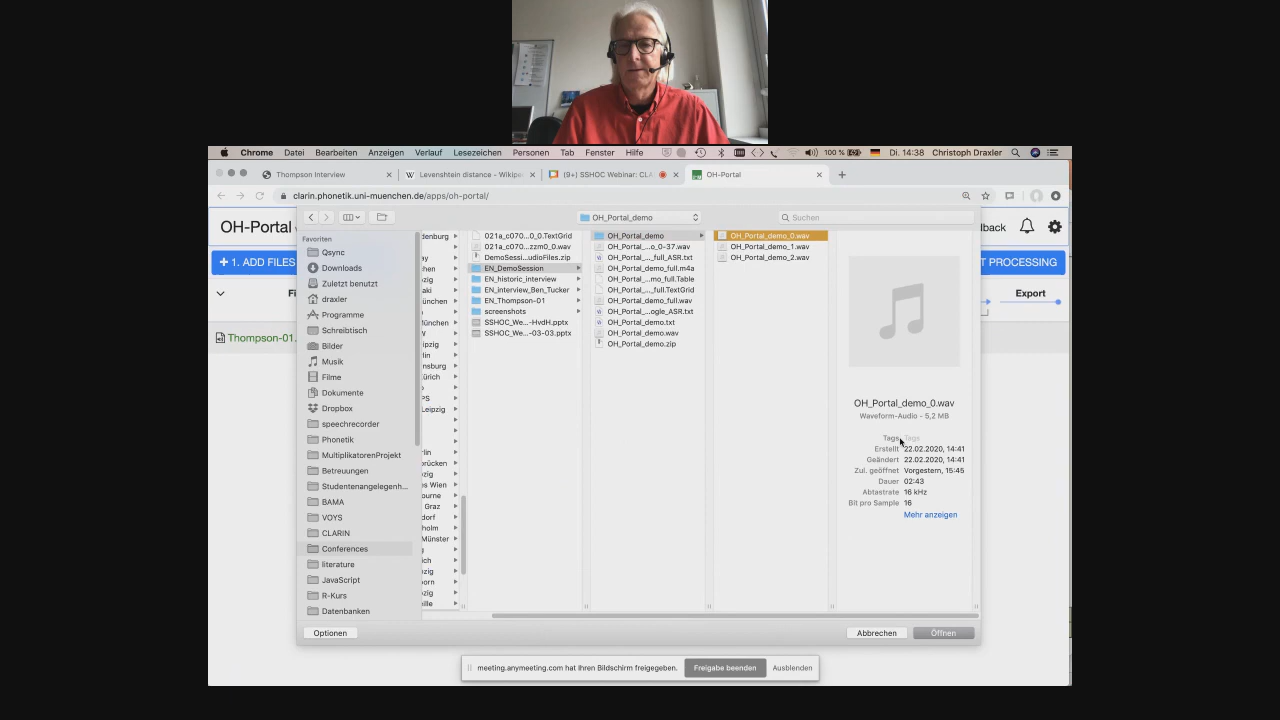 Chrome Datei Bearbeiten Anzeigen Verlauf Lesezeichen Personen Tab Fenster Hilfe 100 % Di. 14:38 Christoph Draxler
Thompson Interview
Levenshtein distance - Wikipe
(9+) SSHOC Webinar: CLA
OH-Portal
clarin.phonetik.uni-muenchen.de/apps/oh-portal/
OH_Portal_demo
Suchen
OH-Portal
dback
+ 1. ADD FILES
T PROCESSING
Fi
Export
Thompson-01.
Favoriten
Qsync
Downloads
Zuletzt benutzt
draxler
Programme
Schreibtisch
Bilder
Musik
Filme
Dokumente
Dropbox
speechrecorder
Phonetik
MultiplikatorenProjekt
Betreuungen
Studentenangelegenh...
BAMA
VOYS
CLARIN
Conferences
literature
JavaScript
R-Kurs
Datenbanken
021a_c070...0_0.TextGrid
021a_c070...zzm0_0.wav
DemoSessi...udioFiles.zip
EN_DemoSession
EN_historic_interview
EN_interview_Ben_Tucker
EN_Thompson-01
screenshots
SSHOC_We...-HvdH.pptx
SSHOC_We...-03-03.pptx
OH_Portal_demo
OH_Portal_...o_0-37.wav
OH_Portal_..._full_ASR.txt
OH_Portal_demo_full.m4a
OH_Portal_...mo_full.Table
OH_Portal_..._full.TextGrid
OH_Portal_demo_full.wav
OH_Portal_...ogle_ASR.txt
OH_Portal_demo.txt
OH_Portal_demo.wav
OH_Portal_demo.zip
OH_Portal_demo_0.wav
OH_Portal_demo_1.wav
OH_Portal_demo_2.wav
OH_Portal_demo_0.wav
Waveform-Audio - 5,2 MB
Tags Tags
Erstellt 22.02.2020, 14:41
Geändert 22.02.2020, 14:41
Zul. geöffnet Vorgestern, 15:45
Dauer 02:43
Abtastrate 16 kHz
Bit pro Sample 16
Mehr anzeigen
Optionen
Abbrechen
Öffnen
meeting.anymeeting.com hat Ihren Bildschirm freigegeben.
Freigabe beenden
Ausblenden